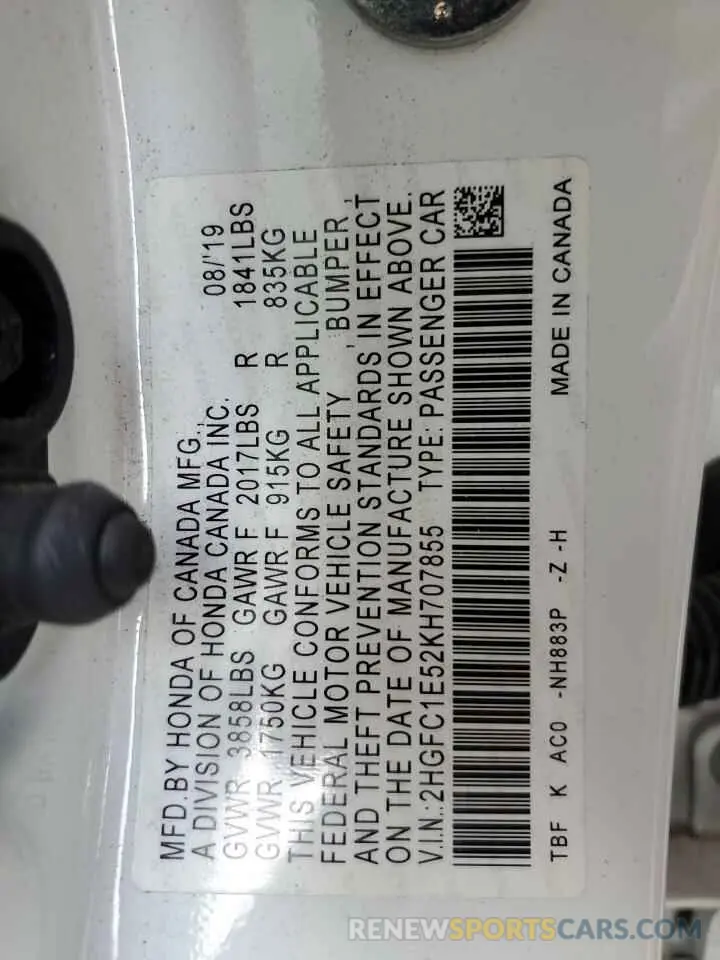 MFD.BY HONDA OF CANADA MFG.,
A DIVISION OF HONDA CANADA INC. 08/'19
GVWR 3858LBS GAWR F 2017LBS R 1841LBS
GVWR 1750KG GAWR F 915KG R 835KG
THIS VEHICLE CONFORMS TO ALL APPLICABLE
FEDERAL MOTOR VEHICLE SAFETY , BUMPER ,
AND THEFT PREVENTION STANDARDS IN EFFECT
ON THE DATE OF MANUFACTURE SHOWN ABOVE.
V.I.N.:2HGFC1E52KH707855 TYPE: PASSENGER CAR
TBF K AC0 -NH883P -Z -H MADE IN CANADA
RENEWSPORTSCARS.COM